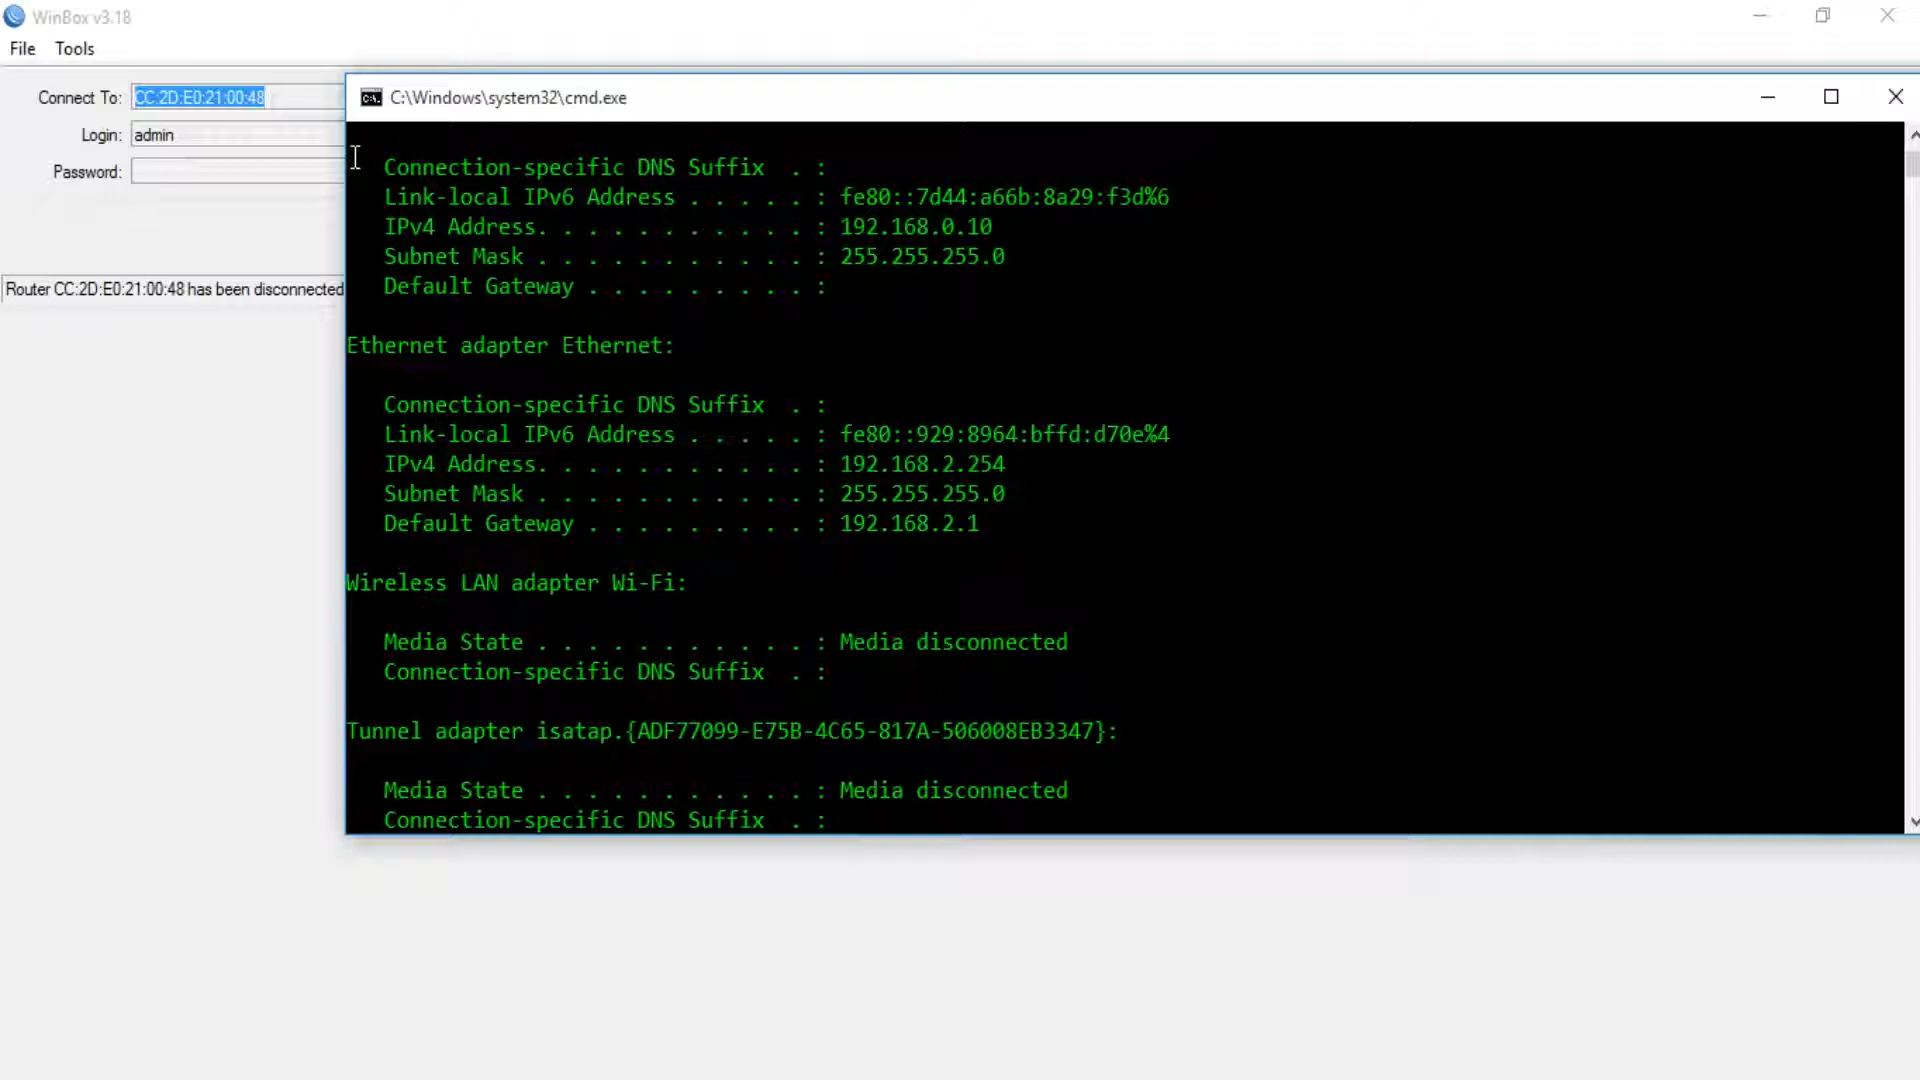 WinBox v3.18
File Tools
Connect To: CC:2D:E0:21:00:48
Login: admin
Password:
Router CC:2D:E0:21:00:48 has been disconnected
C:\Windows\system32\cmd.exe
Connection-specific DNS Suffix . :
Link-local IPv6 Address . . . . . : fe80::7d44:a66b:8a29:f3d%6
IPv4 Address. . . . . . . . . . . : 192.168.0.10
Subnet Mask . . . . . . . . . . . : 255.255.255.0
Default Gateway . . . . . . . . . :
Ethernet adapter Ethernet:
Connection-specific DNS Suffix . :
Link-local IPv6 Address . . . . . : fe80::929:8964:bffd:d70e%4
IPv4 Address. . . . . . . . . . . : 192.168.2.254
Subnet Mask . . . . . . . . . . . : 255.255.255.0
Default Gateway . . . . . . . . . : 192.168.2.1
Wireless LAN adapter Wi-Fi:
Media State . . . . . . . . . . . : Media disconnected
Connection-specific DNS Suffix . :
Tunnel adapter isatap.{ADF77099-E75B-4C65-817A-506008EB3347}:
Media State . . . . . . . . . . . : Media disconnected
Connection-specific DNS Suffix . :